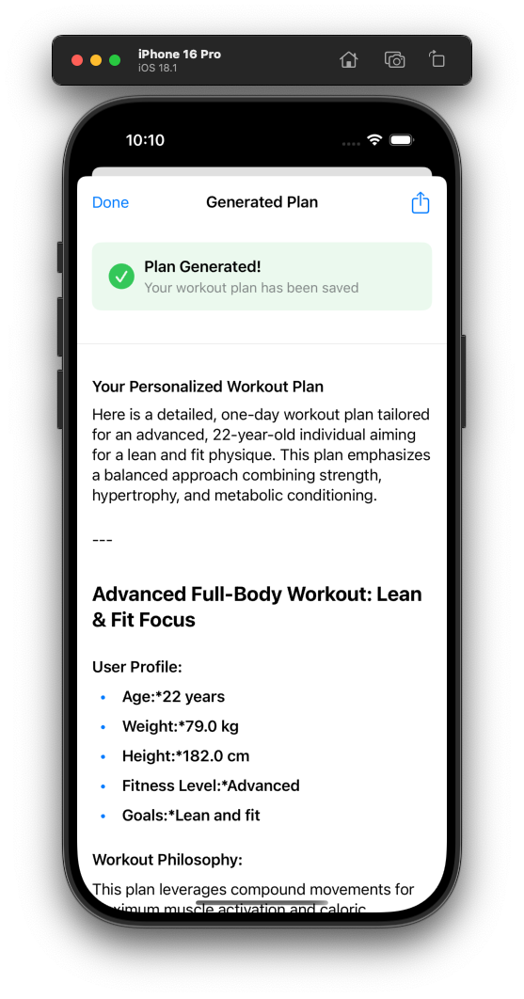 iPhone 16 Pro
iOS 18.1
10:10
Done
Generated Plan
Plan Generated!
Your workout plan has been saved
Your Personalized Workout Plan
Here is a detailed, one-day workout plan tailored
for an advanced, 22-year-old individual aiming
for a lean and fit physique. This plan emphasizes
a balanced approach combining strength,
hypertrophy, and metabolic conditioning.
---
Advanced Full-Body Workout: Lean
& Fit Focus
User Profile:
• Age:*22 years
• Weight:*79.0 kg
• Height:*182.0 cm
• Fitness Level:*Advanced
• Goals:*Lean and fit
Workout Philosophy:
This plan leverages compound movements for
maximum muscle activation and caloric